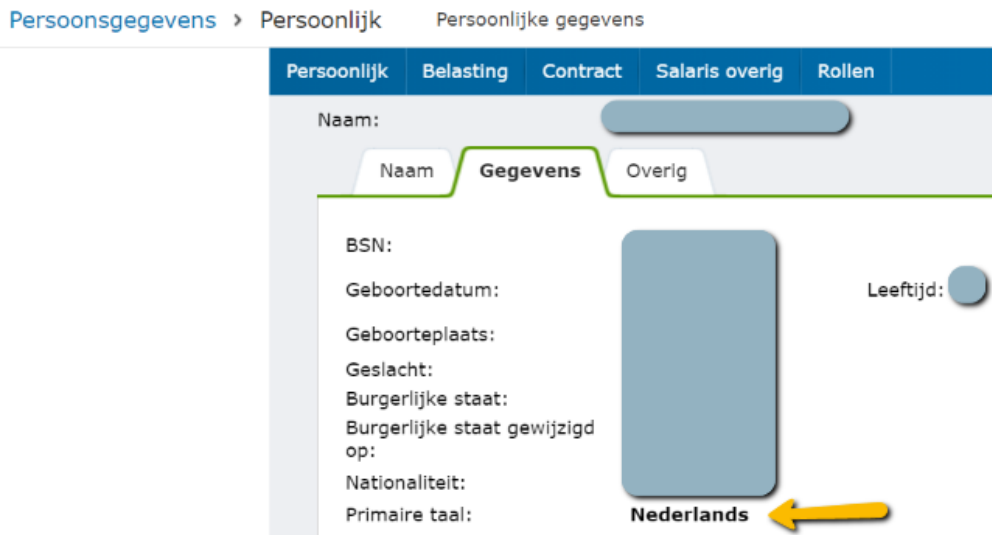 Persoonsgegevens > Persoonlijk Persoonlijke gegevens
Persoonlijk Belasting Contract Salaris overig Rollen
Naam:
Naam Gegevens Overig
BSN:
Geboortedatum: Leeftijd:
Geboorteplaats:
Geslacht:
Burgerlijke staat:
Burgerlijke staat gewijzigd
op:
Nationaliteit:
Primaire taal: Nederlands